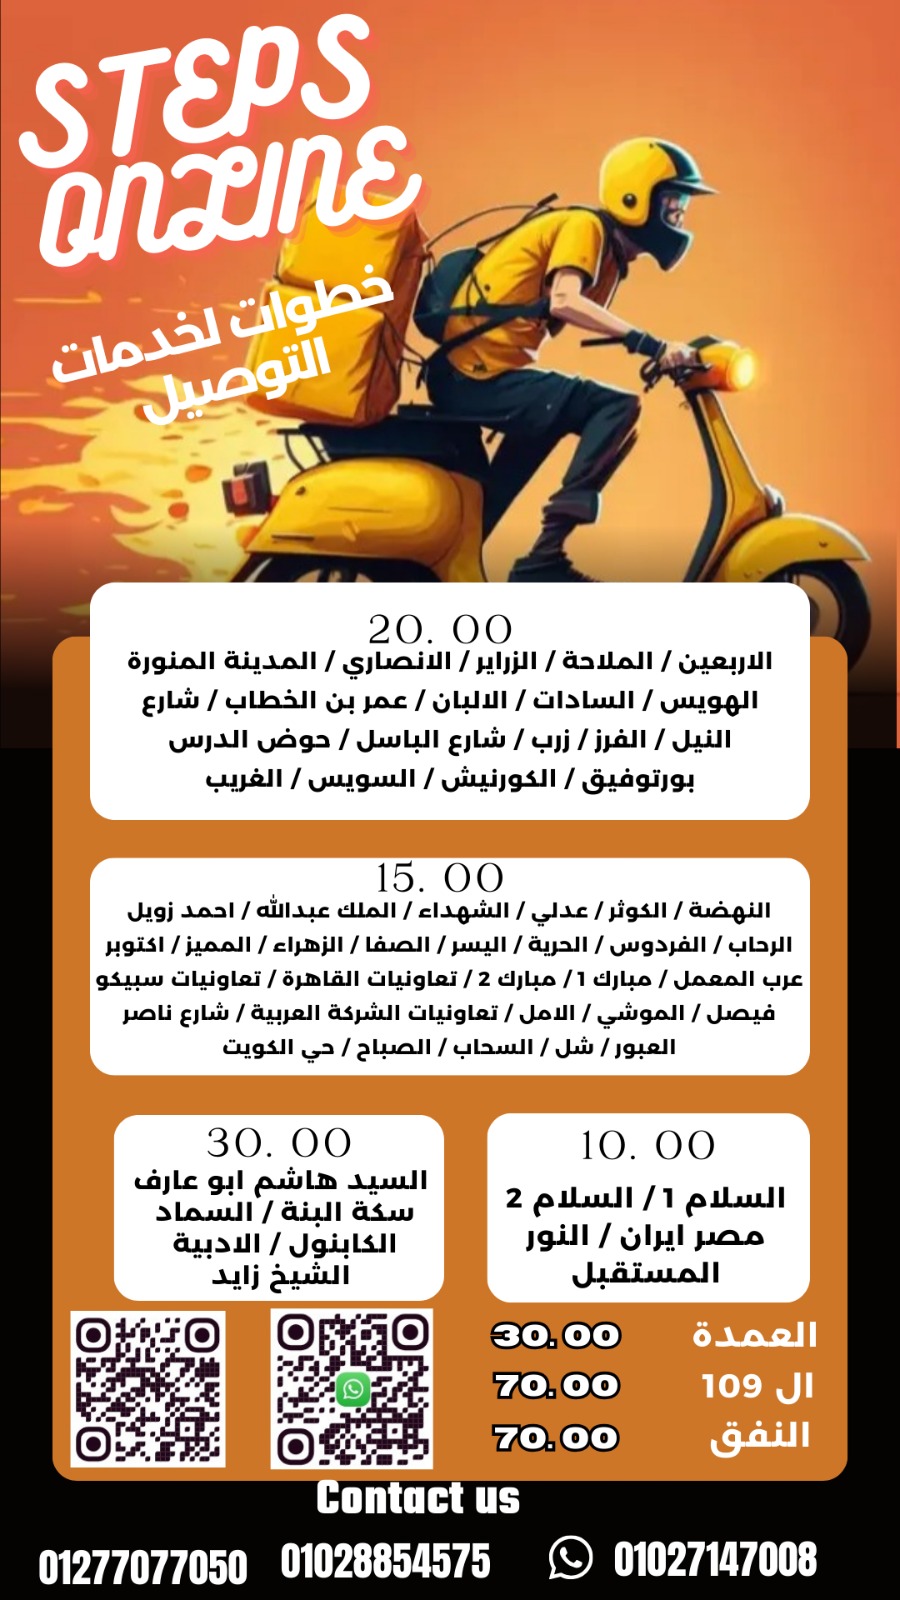 STEPS
ONLINE
خطوات لخدمات
التوصيل
20. 00
الاربعين / الملاحة / الزراير / الانصاري / المدينة المنورة
الهويس / السادات / الالبان / عمر بن الخطاب / شارع
النيل / الفرز / زرب / شارع الباسل / حوض الدرس
بورتوفيق / الكورنيش / السويس / الغريب
15. 00
النهضة / الكوثر / عدلي / الشهداء / الملك عبدالله / احمد زويل
الرحاب / الفردوس / الحرية / اليسر / الصفا / الزهراء / المميز / اكتوبر
عرب المعمل / مبارك 1 / مبارك 2 / تعاونيات القاهرة / تعاونيات سبيكو
فيصل / الموشي / الامل / تعاونيات الشركة العربية / شارع ناصر
العبور / شل / السحاب / الصباح / حي الكويت
10. 00
السلام 1 / السلام 2
مصر ايران / النور
المستقبل
30. 00
السيد هاشم ابو عارف
سكة البنة / السماد
الكابنول / الادبية
الشيخ زايد
العمدة 30. 00
ال 109 70. 00
النفق 70. 00
Contact us
01277077050 01028854575 01027147008